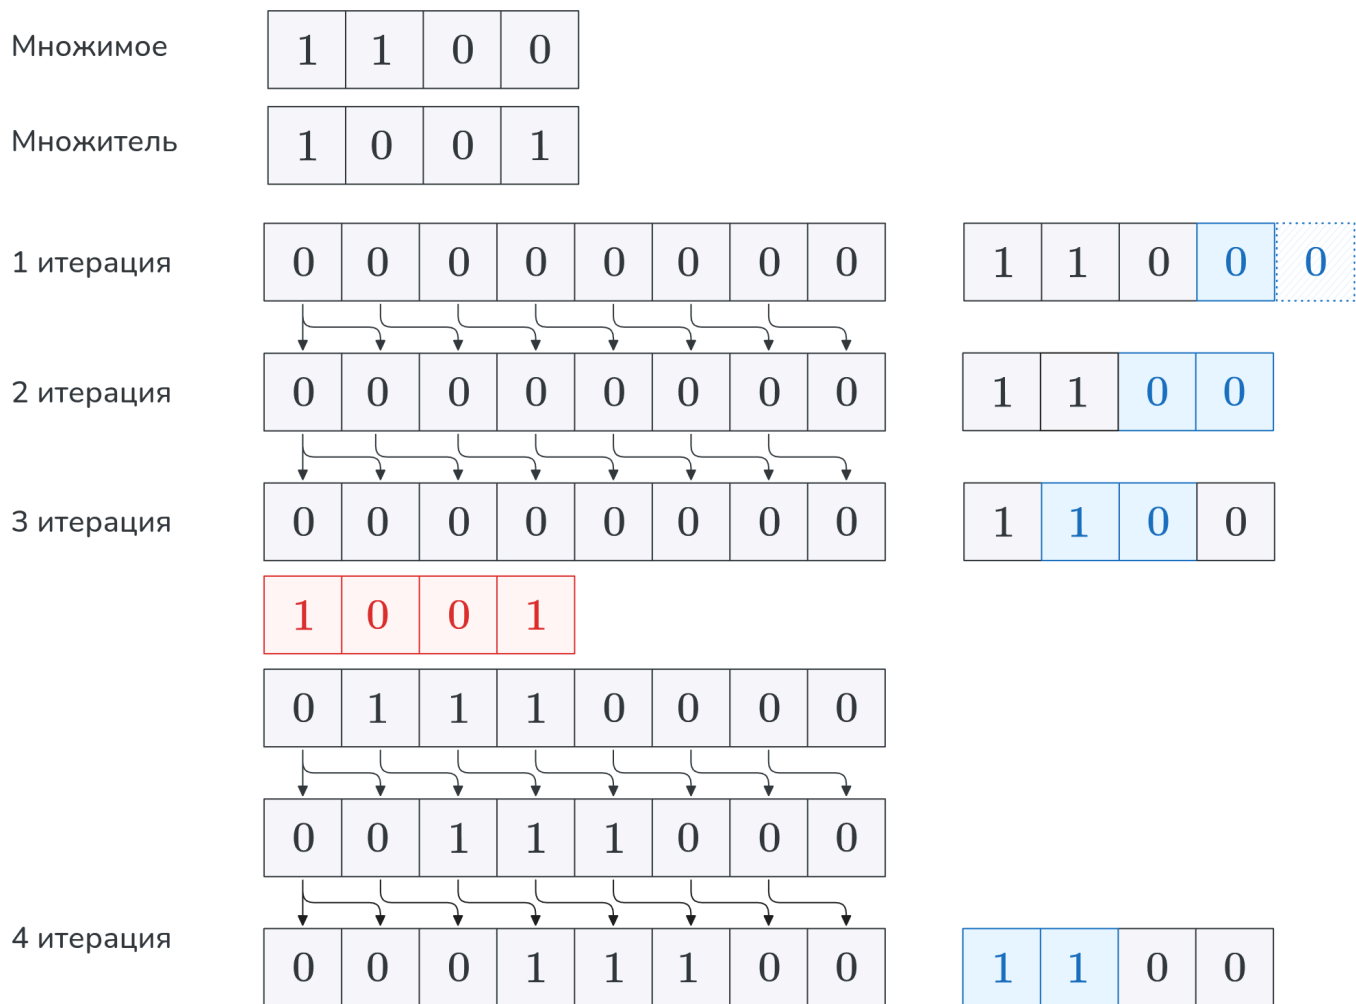 Множимое 1 1 0 0
Множитель 1 0 0 1
1 итерация 0 0 0 0 0 0 0 0 1 1 0 0 0
2 итерация 0 0 0 0 0 0 0 0 1 1 0 0
3 итерация 0 0 0 0 0 0 0 0 1 1 0 0
1 0 0 1
0 1 1 1 0 0 0 0
0 0 1 1 1 0 0 0
4 итерация 0 0 0 1 1 1 0 0 1 1 0 0